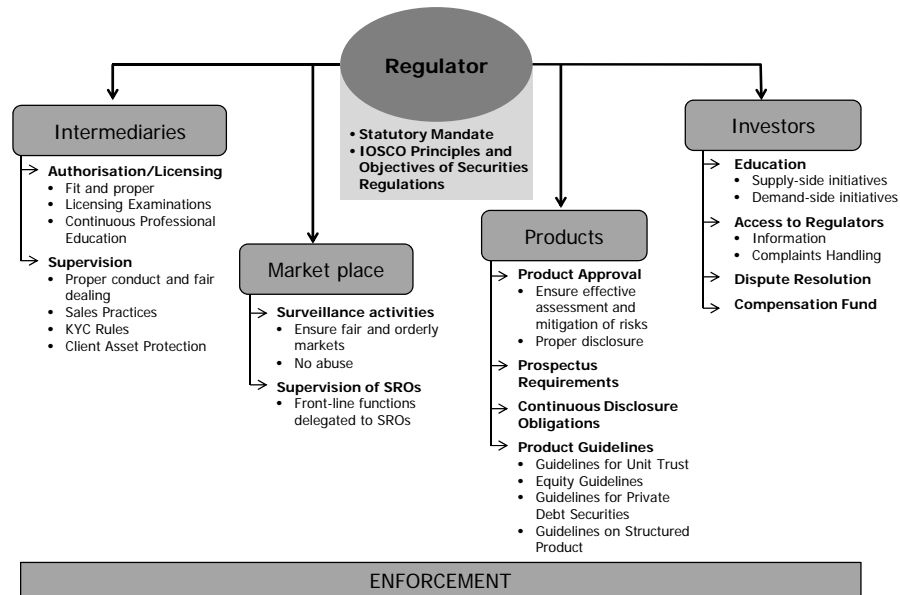 Regulator
• Statutory Mandate
• IOSCO Principles and
Objectives of Securities
Regulations
Intermediaries
Authorisation/Licensing
• Fit and proper
• Licensing Examinations
• Continuous Professional
Education
Supervision
• Proper conduct and fair
dealing
• Sales Practices
• KYC Rules
• Client Asset Protection
Market place
Surveillance activities
• Ensure fair and orderly
markets
• No abuse
Supervision of SROs
• Front-line functions
delegated to SROs
Products
Product Approval
• Ensure effective
assessment and
mitigation of risks
• Proper disclosure
Prospectus
Requirements
Continuous Disclosure
Obligations
Product Guidelines
• Guidelines for Unit Trust
• Equity Guidelines
• Guidelines for Private
Debt Securities
• Guidelines on Structured
Product
Investors
Education
• Supply-side initiatives
• Demand-side initiatives
Access to Regulators
• Information
• Complaints Handling
Dispute Resolution
Compensation Fund
ENFORCEMENT